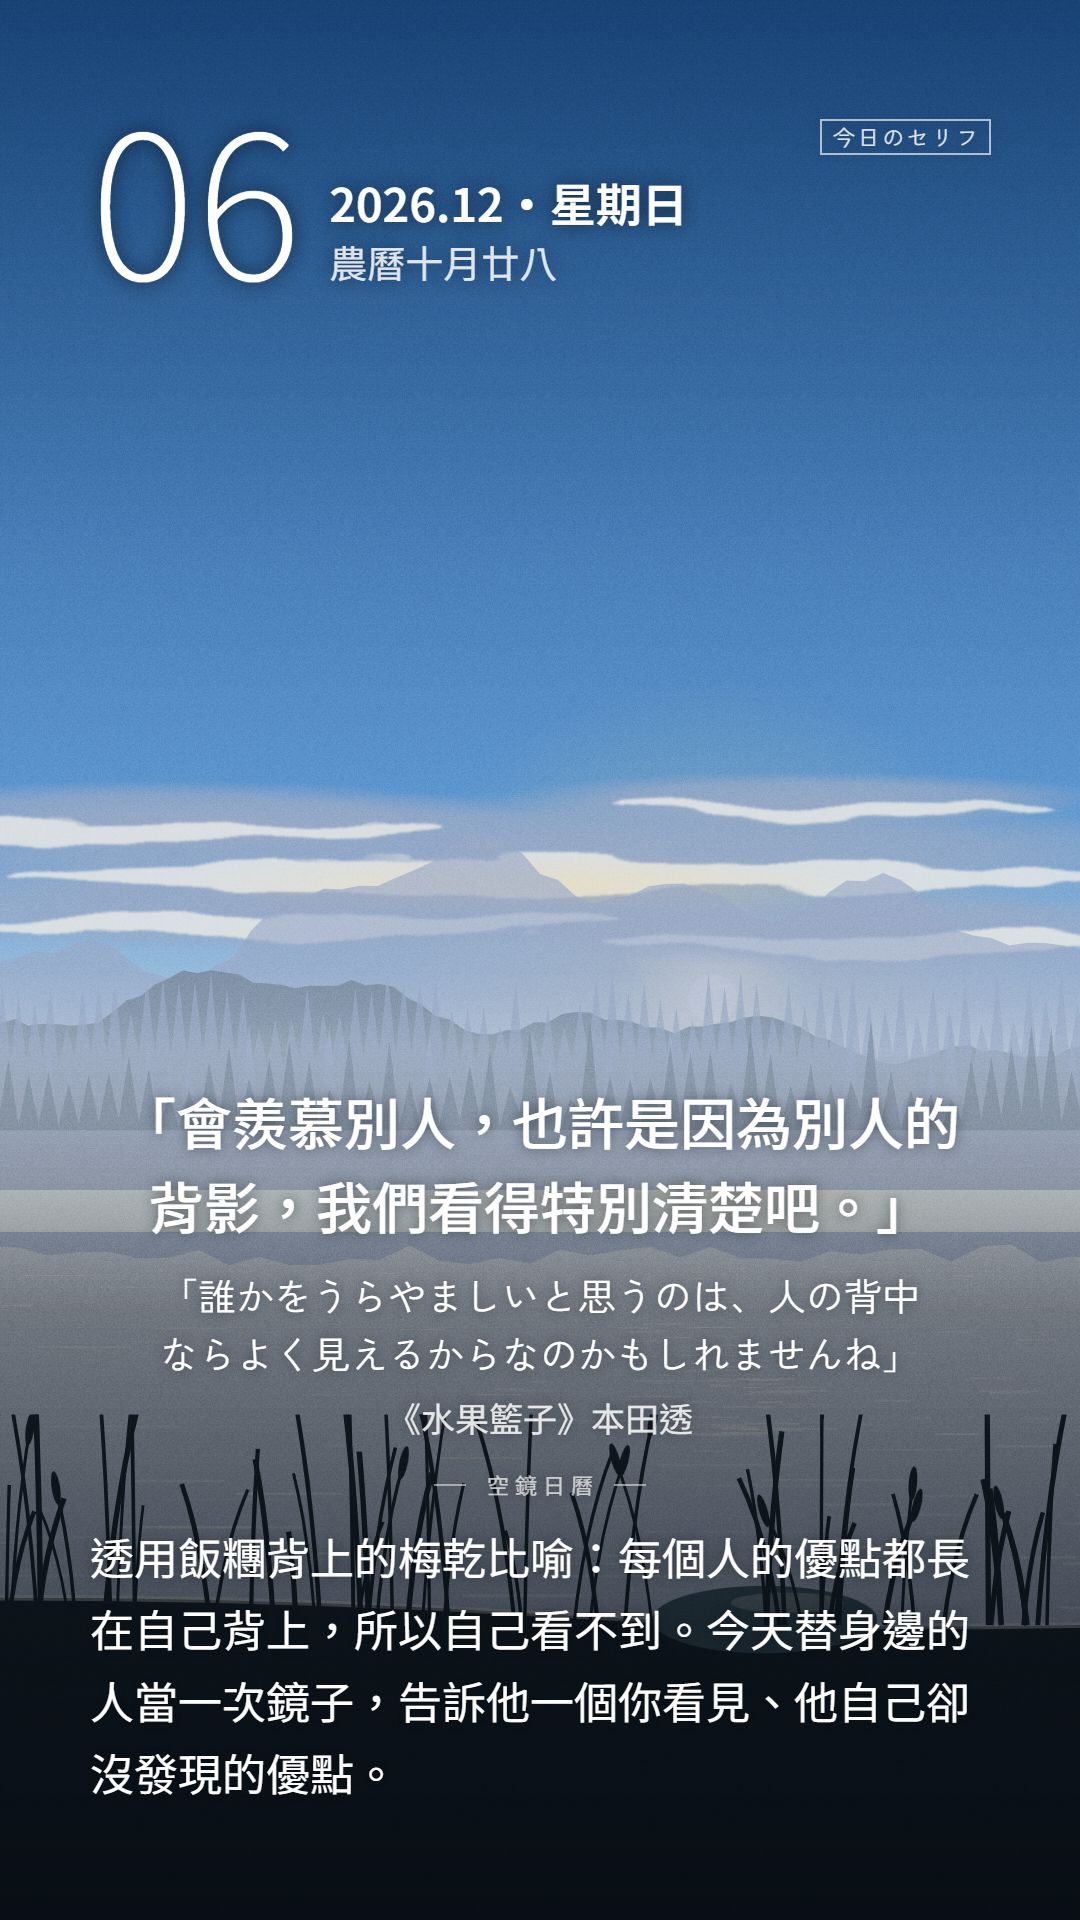 06
2026.12・星期日
農曆十月廿八
今日のセリフ
「會羨慕別人，也許是因為別人的
背影，我們看得特別清楚吧。」
「誰かをうらやましいと思うのは、人の背中
ならよく見えるからなのかもしれませんね」
《水果籃子》本田透
空鏡日曆
透用飯糰背上的梅乾比喻：每個人的優點都長
在自己背上，所以自己看不到。今天替身邊的
人當一次鏡子，告訴他一個你看見、他自己卻
沒發現的優點。